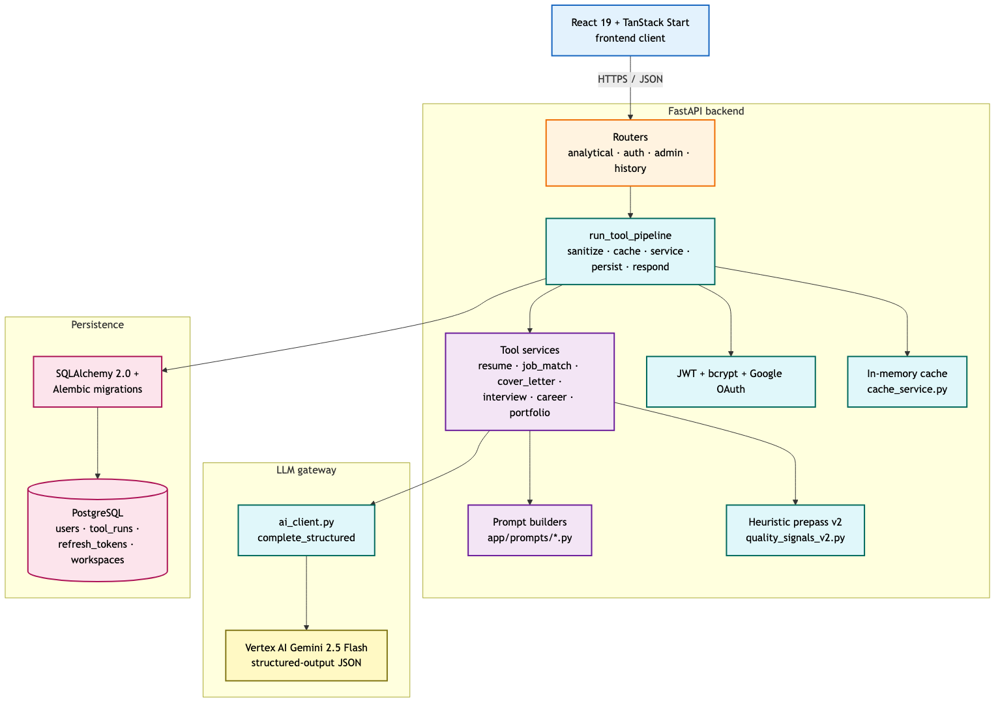 React 19 + TanStack Start
frontend client
HTTPS / JSON
FastAPI backend
Routers
analytical · auth · admin ·
history
run_tool_pipeline
sanitize · cache · service ·
persist · respond
Persistence
SQLAlchemy 2.0 +
Alembic migrations
Tool services
resume · job_match ·
cover_letter ·
interview · career ·
portfolio
JWT + bcrypt + Google
OAuth
In-memory cache
cache_service.py
PostgreSQL
users · tool_runs ·
refresh_tokens ·
workspaces
LLM gateway
ai_client.py
complete_structured
Prompt builders
app/prompts/*.py
Heuristic prepass v2
quality_signals_v2.py
Vertex AI Gemini 2.5 Flash
structured-output JSON